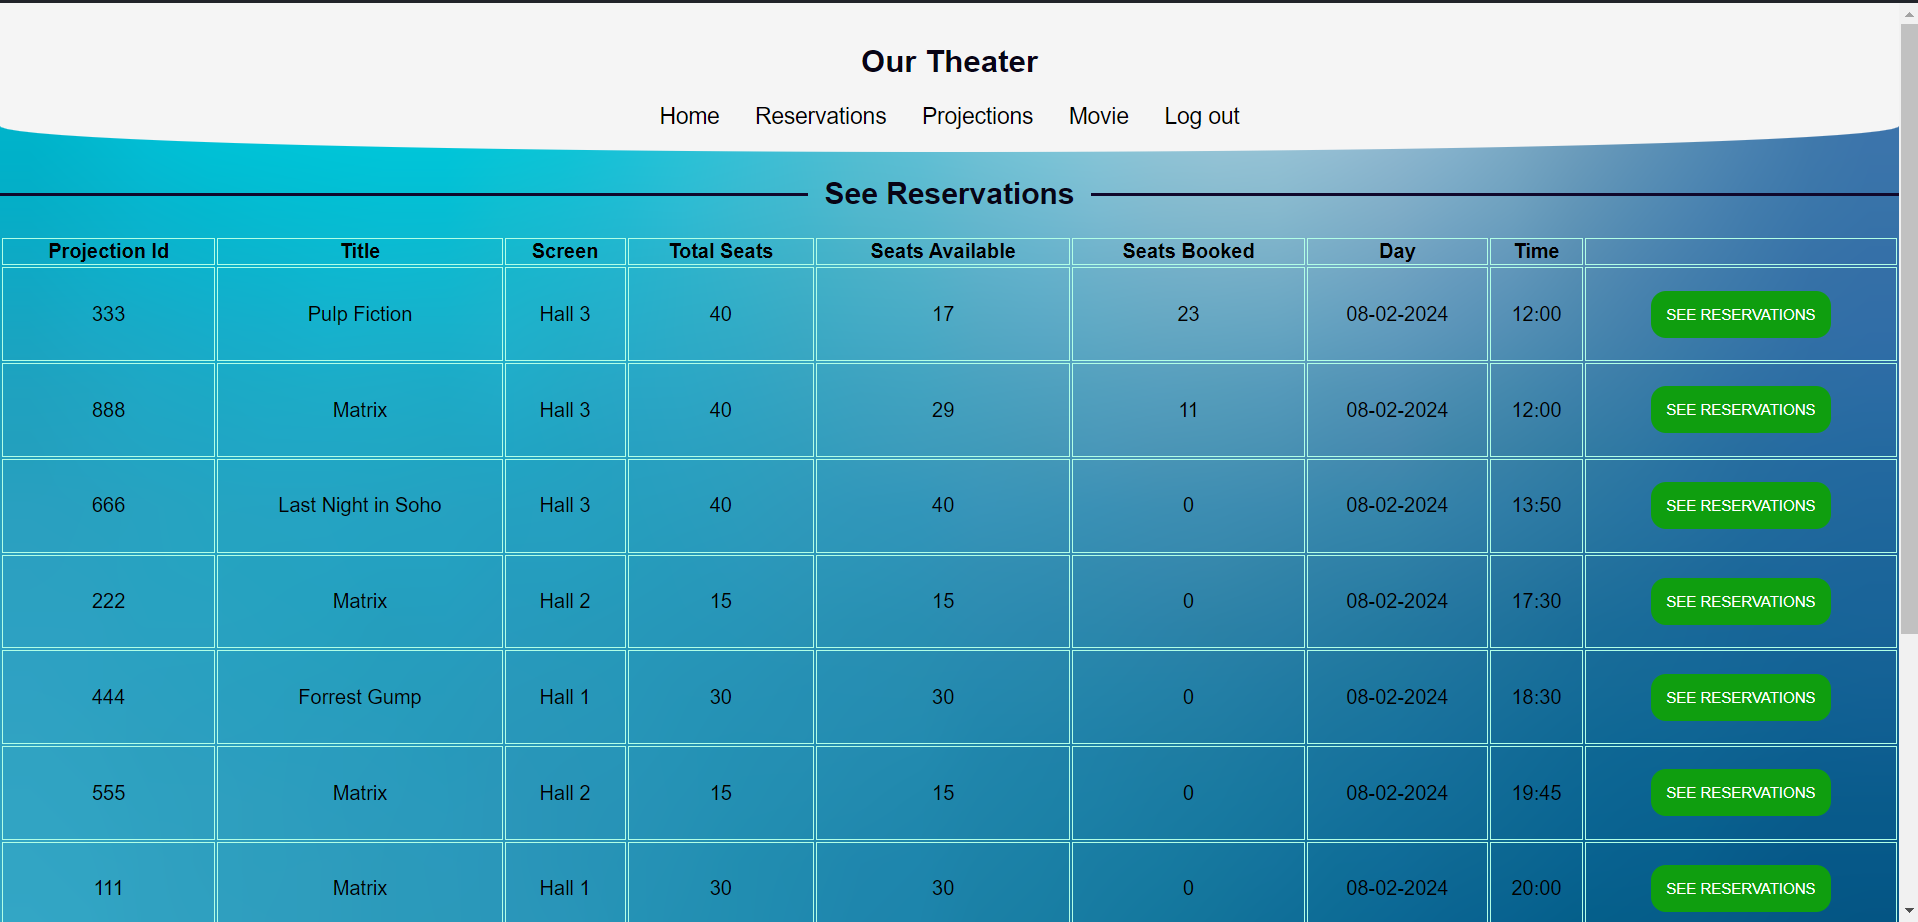 Our Theater
Home Reservations Projections Movie Log out
See Reservations
Projection Id Title Screen Total Seats Seats Available Seats Booked Day Time
333 Pulp Fiction Hall 3 40 17 23 08-02-2024 12:00 SEE RESERVATIONS
888 Matrix Hall 3 40 29 11 08-02-2024 12:00 SEE RESERVATIONS
666 Last Night in Soho Hall 3 40 40 0 08-02-2024 13:50 SEE RESERVATIONS
222 Matrix Hall 2 15 15 0 08-02-2024 17:30 SEE RESERVATIONS
444 Forrest Gump Hall 1 30 30 0 08-02-2024 18:30 SEE RESERVATIONS
555 Matrix Hall 2 15 15 0 08-02-2024 19:45 SEE RESERVATIONS
111 Matrix Hall 1 30 30 0 08-02-2024 20:00 SEE RESERVATIONS